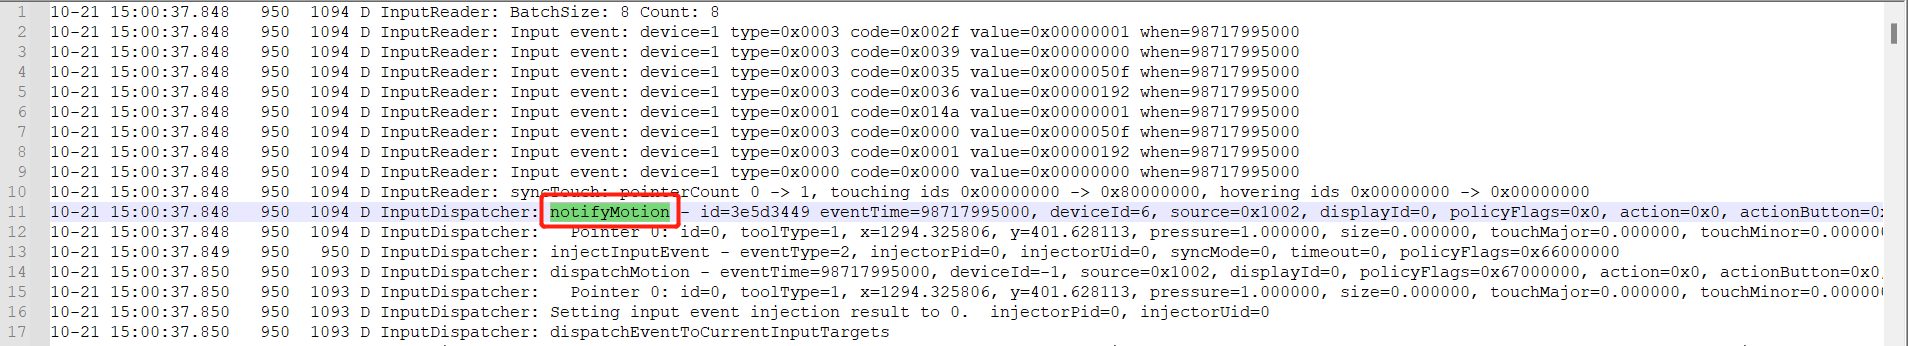 1 10-21 15:00:37.848 950 1094 D InputReader: BatchSize: 8 Count: 8
2 10-21 15:00:37.848 950 1094 D InputReader: Input event: device=1 type=0x0003 code=0x002f value=0x00000001 when=98717995000
3 10-21 15:00:37.848 950 1094 D InputReader: Input event: device=1 type=0x0003 code=0x0039 value=0x00000000 when=98717995000
4 10-21 15:00:37.848 950 1094 D InputReader: Input event: device=1 type=0x0003 code=0x0035 value=0x0000050f when=98717995000
5 10-21 15:00:37.848 950 1094 D InputReader: Input event: device=1 type=0x0003 code=0x0036 value=0x00000192 when=98717995000
6 10-21 15:00:37.848 950 1094 D InputReader: Input event: device=1 type=0x0001 code=0x014a value=0x00000001 when=98717995000
7 10-21 15:00:37.848 950 1094 D InputReader: Input event: device=1 type=0x0003 code=0x0000 value=0x0000050f when=98717995000
8 10-21 15:00:37.848 950 1094 D InputReader: Input event: device=1 type=0x0003 code=0x0001 value=0x00000192 when=98717995000
9 10-21 15:00:37.848 950 1094 D InputReader: Input event: device=1 type=0x0000 code=0x0000 value=0x00000000 when=98717995000
10 10-21 15:00:37.848 950 1094 D InputReader: syncTouch: pointerCount 0 -> 1, touching ids 0x00000000 -> 0x80000000, hovering ids 0x00000000 -> 0x00000000
11 10-21 15:00:37.848 950 1094 D InputDispatcher: notifyMotion - id=3e5d3449 eventTime=98717995000, deviceId=6, source=0x1002, displayId=0, policyFlags=0x0, action=0x0, actionButton=0
12 10-21 15:00:37.848 950 1094 D InputDispatcher: Pointer 0: id=0, toolType=1, x=1294.325806, y=401.628113, pressure=1.000000, size=0.000000, touchMajor=0.000000, touchMinor=0.00000
13 10-21 15:00:37.849 950 950 D InputDispatcher: injectInputEvent - eventType=2, injectorPid=0, injectorUid=0, syncMode=0, timeout=0, policyFlags=0x66000000
14 10-21 15:00:37.850 950 1093 D InputDispatcher: dispatchMotion - eventTime=98717995000, deviceId=-1, source=0x1002, displayId=0, policyFlags=0x67000000, action=0x0, actionButton=0x0,
15 10-21 15:00:37.850 950 1093 D InputDispatcher: Pointer 0: id=0, toolType=1, x=1294.325806, y=401.628113, pressure=1.000000, size=0.000000, touchMajor=0.000000, touchMinor=0.00000
16 10-21 15:00:37.850 950 1093 D InputDispatcher: Setting input event injection result to 0. injectorPid=0, injectorUid=0
17 10-21 15:00:37.850 950 1093 D InputDispatcher: dispatchEventToCurrentInputTargets